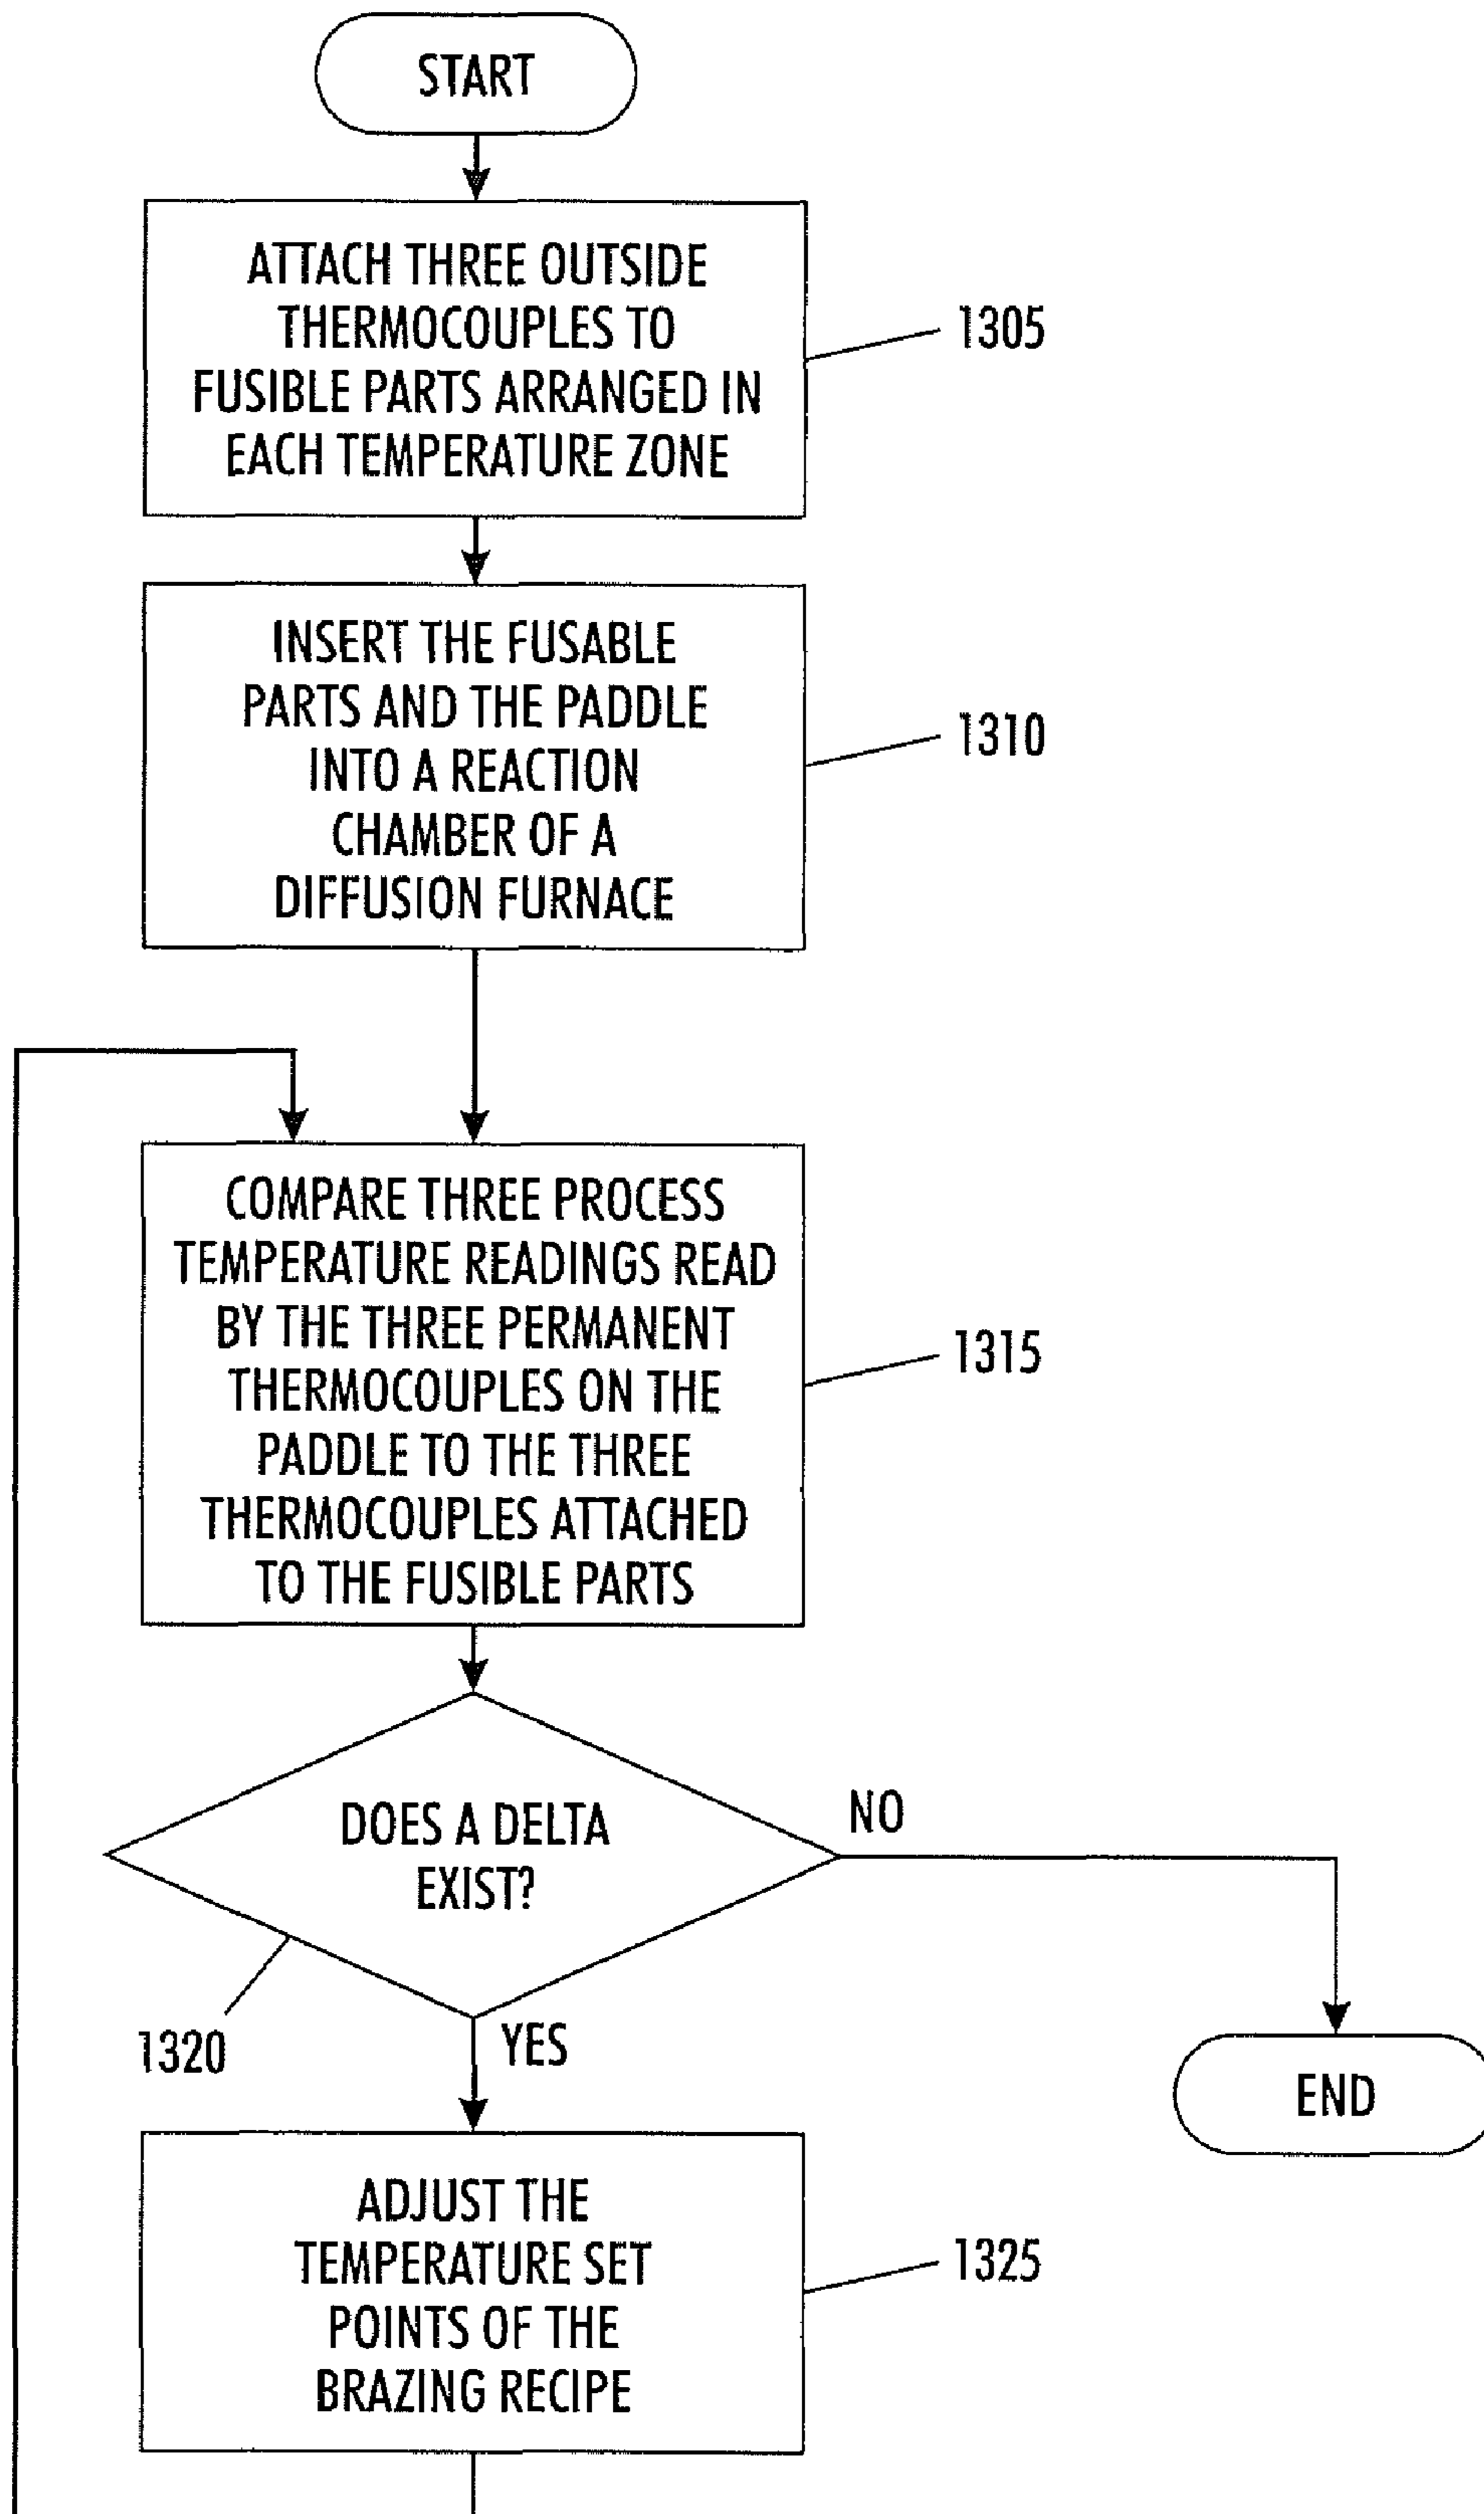 START
ATTACH THREE OUTSIDE
THERMOCOUPLES TO
FUSIBLE PARTS ARRANGED IN
EACH TEMPERATURE ZONE
1305
INSERT THE FUSABLE
PARTS AND THE PADDLE
INTO A REACTION
CHAMBER OF A
DIFFUSION FURNACE
1310
COMPARE THREE PROCESS
TEMPERATURE READINGS READ
BY THE THREE PERMANENT
THERMOCOUPLES ON THE
PADDLE TO THE THREE
THERMOCOUPLES ATTACHED
TO THE FUSIBLE PARTS
1315
DOES A DELTA
EXIST?
NO
1320
YES
END
ADJUST THE
TEMPERATURE SET
POINTS OF THE
BRAZING RECIPE
1325